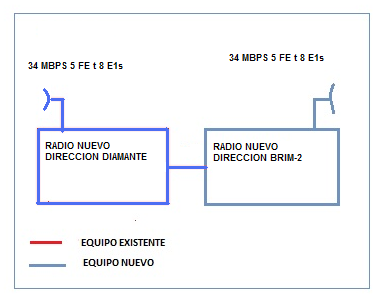 34 MBPS 5 FE t 8 E1s
34 MBPS 5 FE t 8 E1s
RADIO NUEVO
DIRECCION DIAMANTE
RADIO NUEVO
DIRECCION BRIM-2
EQUIPO EXISTENTE
EQUIPO NUEVO